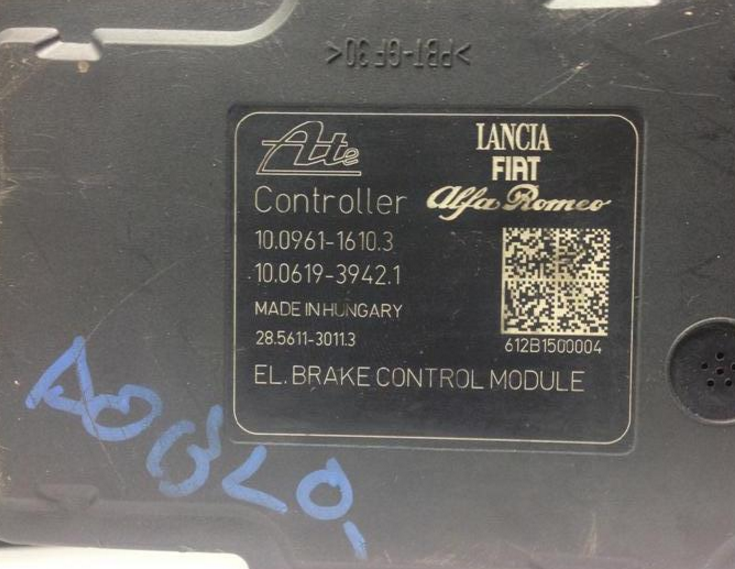 >PBT-GF30<
Ate
LANCIA
FIAT
Alfa Romeo
Controller
10.0961-1610.3
10.0619-3942.1
MADE IN HUNGARY
28.5611-3011.3
612B1500004
EL. BRAKE CONTROL MODULE